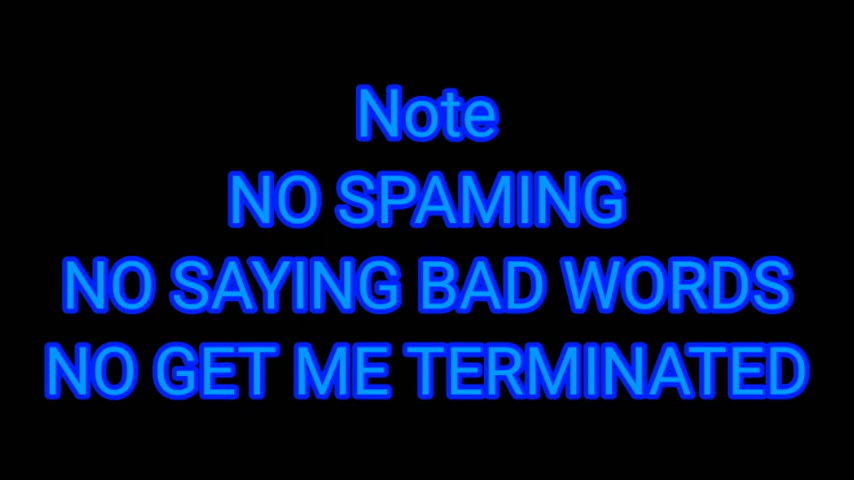 Note
NO SPAMING
NO SAYING BAD WORDS
NO GET ME TERMINATED